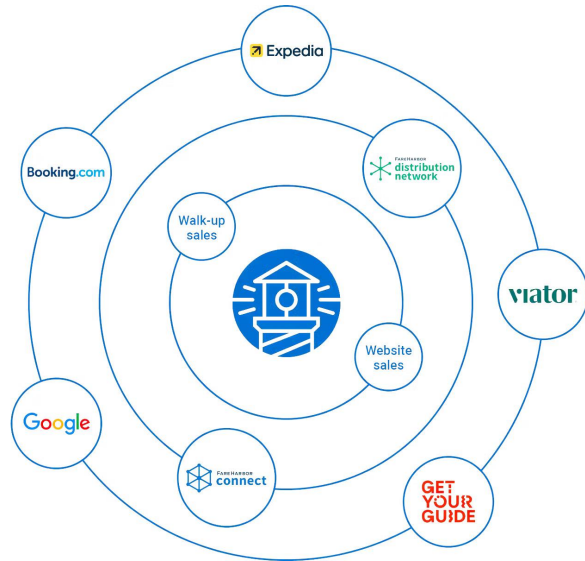 Expedia
Booking.com
FAREHARBOR
distribution
network
Walk-up
sales
viator
Website
sales
Google
FAREHARBOR
connect
GET
YOUR
GUIDE